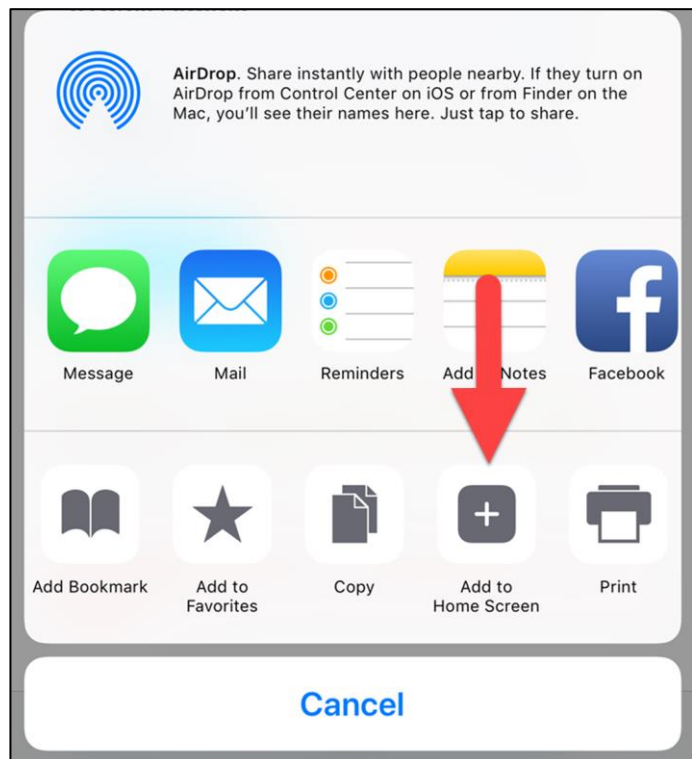 AirDrop. Share instantly with people nearby. If they turn on
AirDrop from Control Center on iOS or from Finder on the
Mac, you'll see their names here. Just tap to share.
Message
Mail
Reminders
Add Notes
Facebook
Add Bookmark
Add to
Favorites
Copy
Add to
Home Screen
Print
Cancel